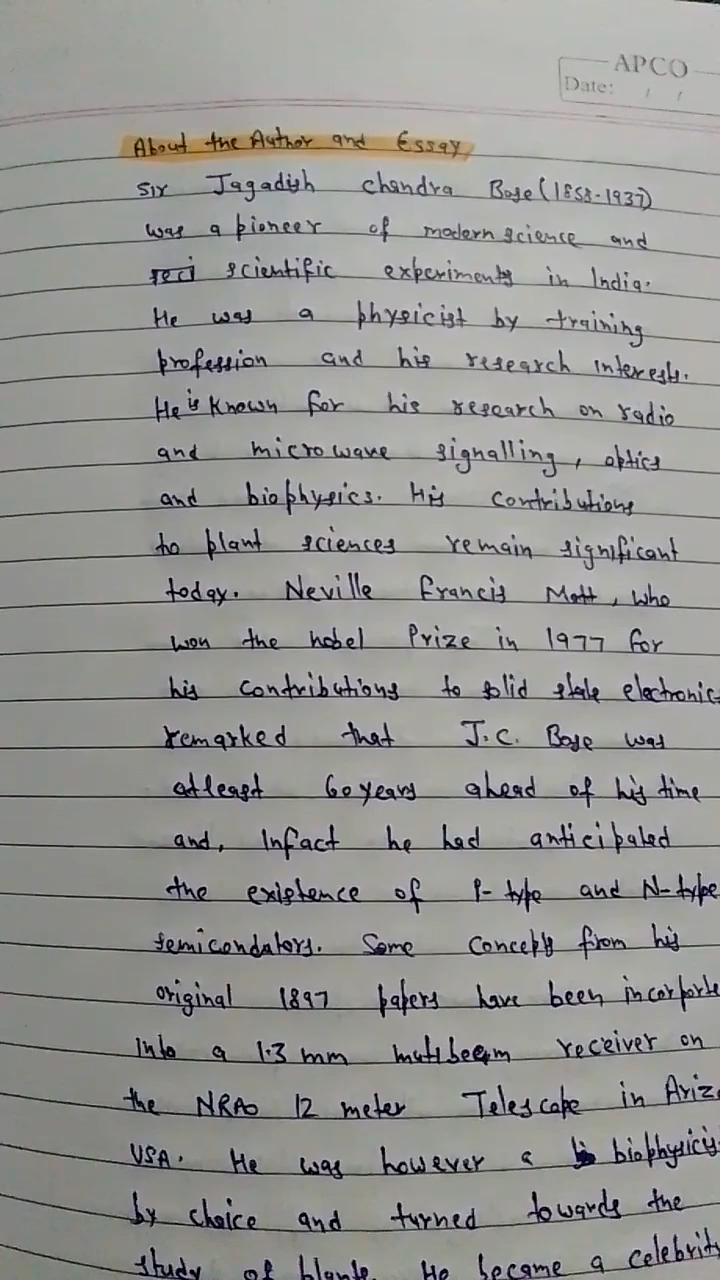 APCO
Date: / /
About the Author and Essay
Sir Jagadish chandra Bose (1858-1937)
was a pioneer of modern science and
scientific experiments in India.
He was a physicist by training
profession and his research interests.
He is known for his research on radio
and microwave signalling, optics
and biophysics. His contributions
to plant sciences remain significant
today. Neville Francis Mott, who
won the nobel Prize in 1977 for
his contributions to solid state electronic
remarked that J.C. Bose was
atleast 60 years ahead of his time
and, Infact he had anticipated
the existence of P-type and N-type
semicondators. Some concepts from his
original 1897 papers have been incorporte
Into a 1.3 mm multibeam receiver on
the NRAO 12 meter Telescope in Ariz
USA. He was however a biophysicis
by choice and turned towards the
study of plants. He became a celebrity